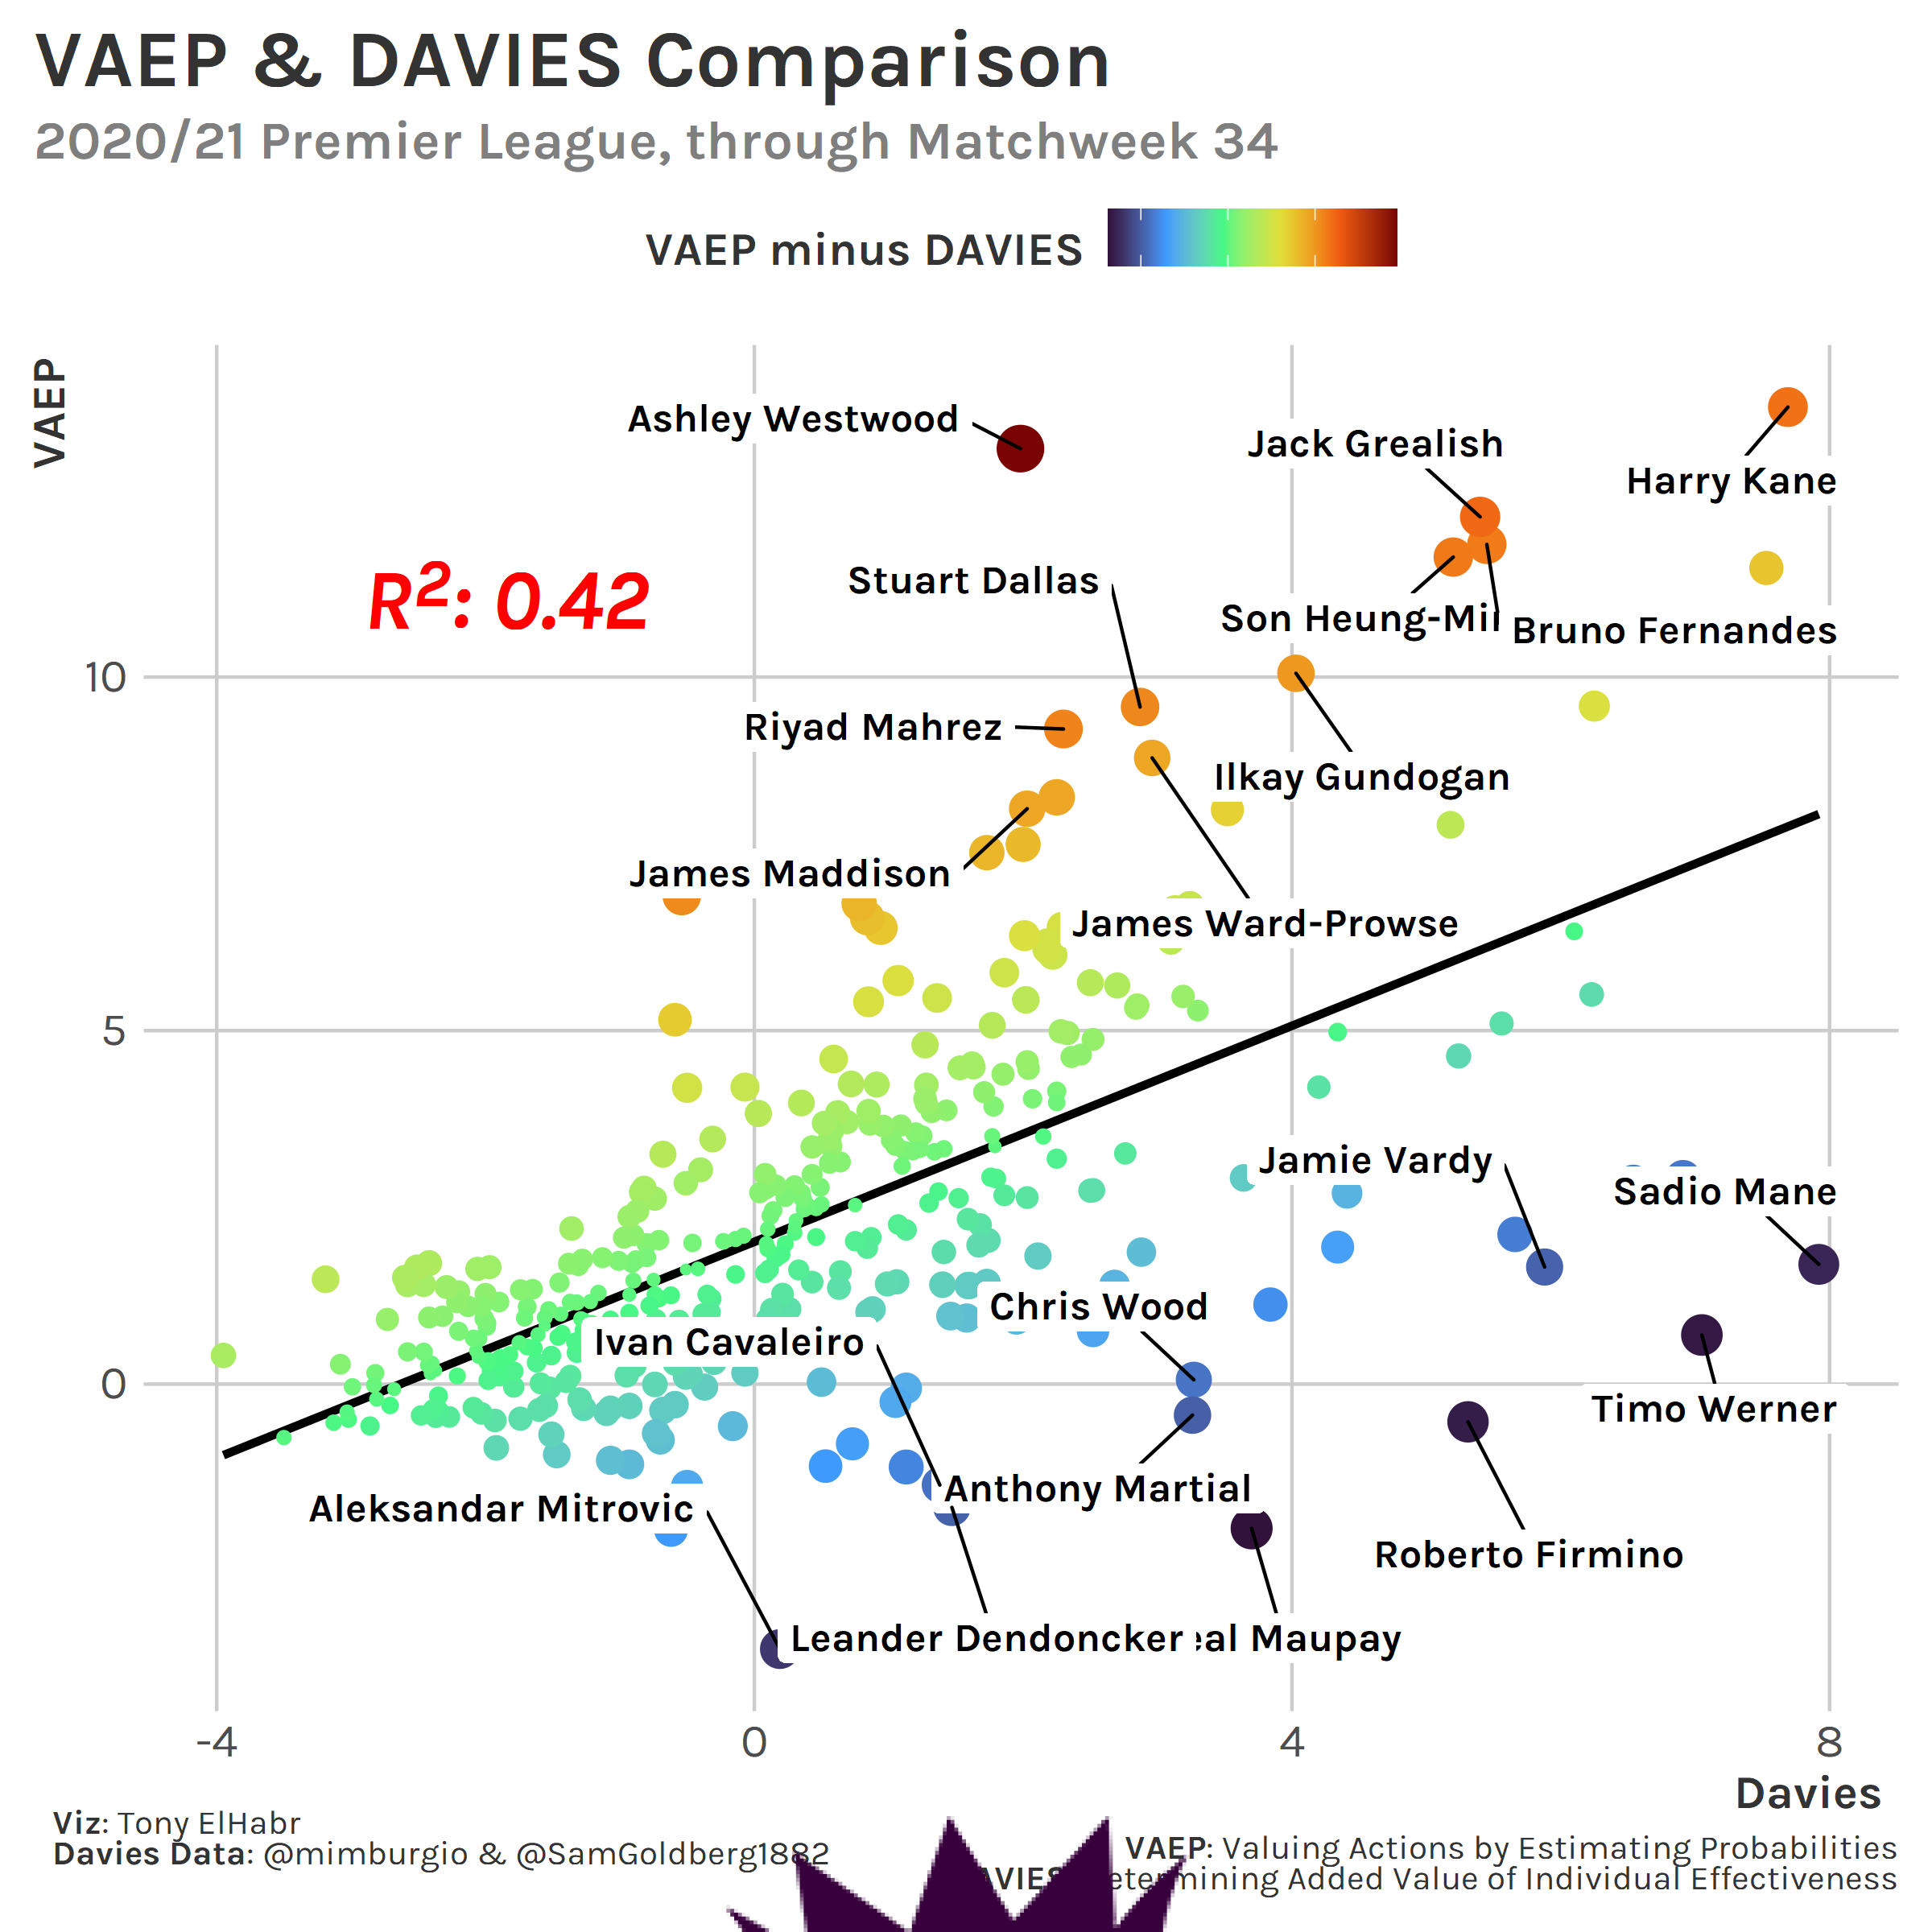 VAEP & DAVIES Comparison
2020/21 Premier League, through Matchweek 34
VAEP minus DAVIES
VAEP
Ashley Westwood
Jack Grealish
Harry Kane
R²: 0.42
Stuart Dallas
Son Heung-Mi
Bruno Fernandes
10
Riyad Mahrez
Ilkay Gundogan
James Maddison
James Ward-Prowse
5
Jamie Vardy
Sadio Mane
Chris Wood
Ivan Cavaleiro
0
Timo Werner
Anthony Martial
Aleksandar Mitrovic
Roberto Firmino
Leander Dendoncker
eal Maupay
-4 0 4 8
Davies
Viz: Tony ElHabr
Davies Data: @mimburgio & @SamGoldberg1882
VAEP: Valuing Actions by Estimating Probabilities
Added Value of Individual Effectiveness